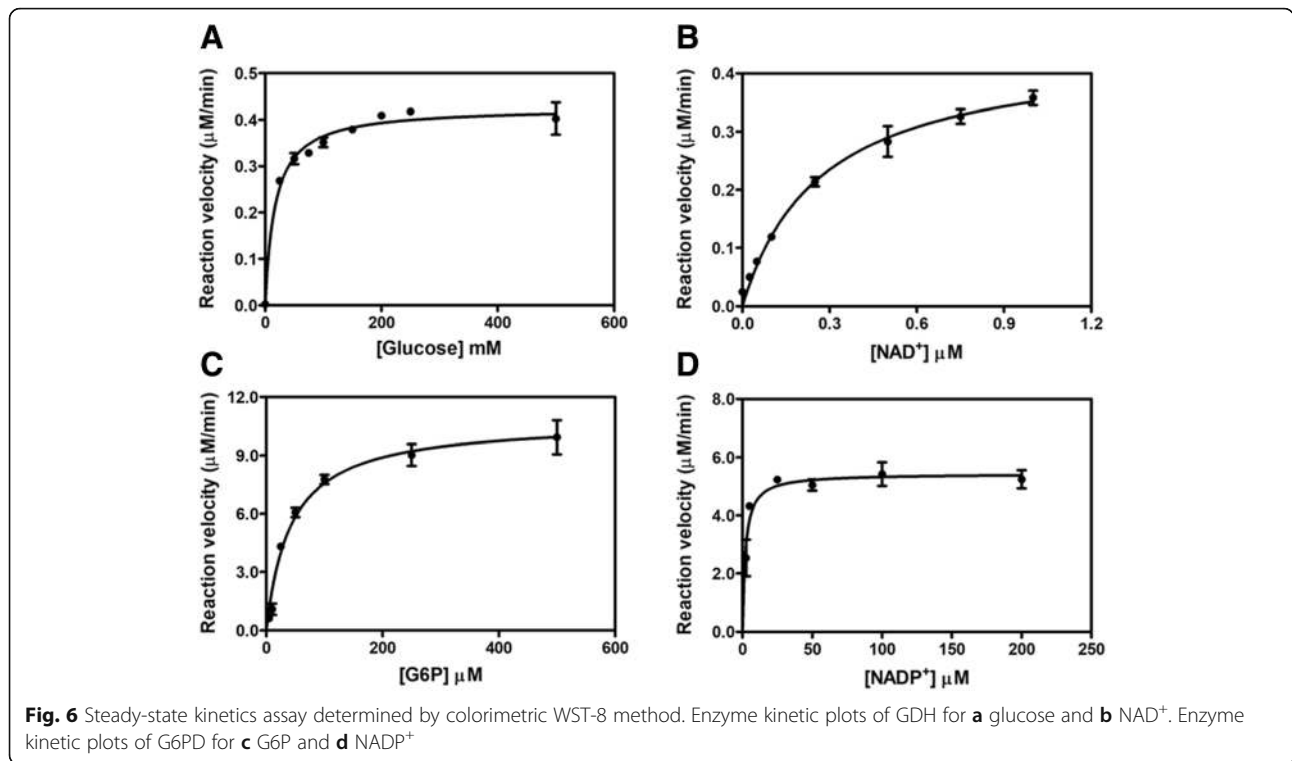 A
Reaction velocity (μM/min)
0.5
0.4
0.3
0.2
0.1
0.0
0
200
400
600
[Glucose] mM
B
Reaction velocity (μM/min)
0.4
0.3
0.2
0.1
0.0
0.0
0.3
0.6
0.9
1.2
[NAD⁺] μM
C
Reaction velocity (μM/min)
12.0
9.0
6.0
3.0
0.0
0
200
400
600
[G6P] μM
D
Reaction velocity (μM/min)
8.0
6.0
4.0
2.0
0.0
0
50
100
150
200
250
[NADP⁺] μM
Fig. 6 Steady-state kinetics assay determined by colorimetric WST-8 method. Enzyme kinetic plots of GDH for a glucose and b NAD⁺. Enzyme
kinetic plots of G6PD for c G6P and d NADP⁺